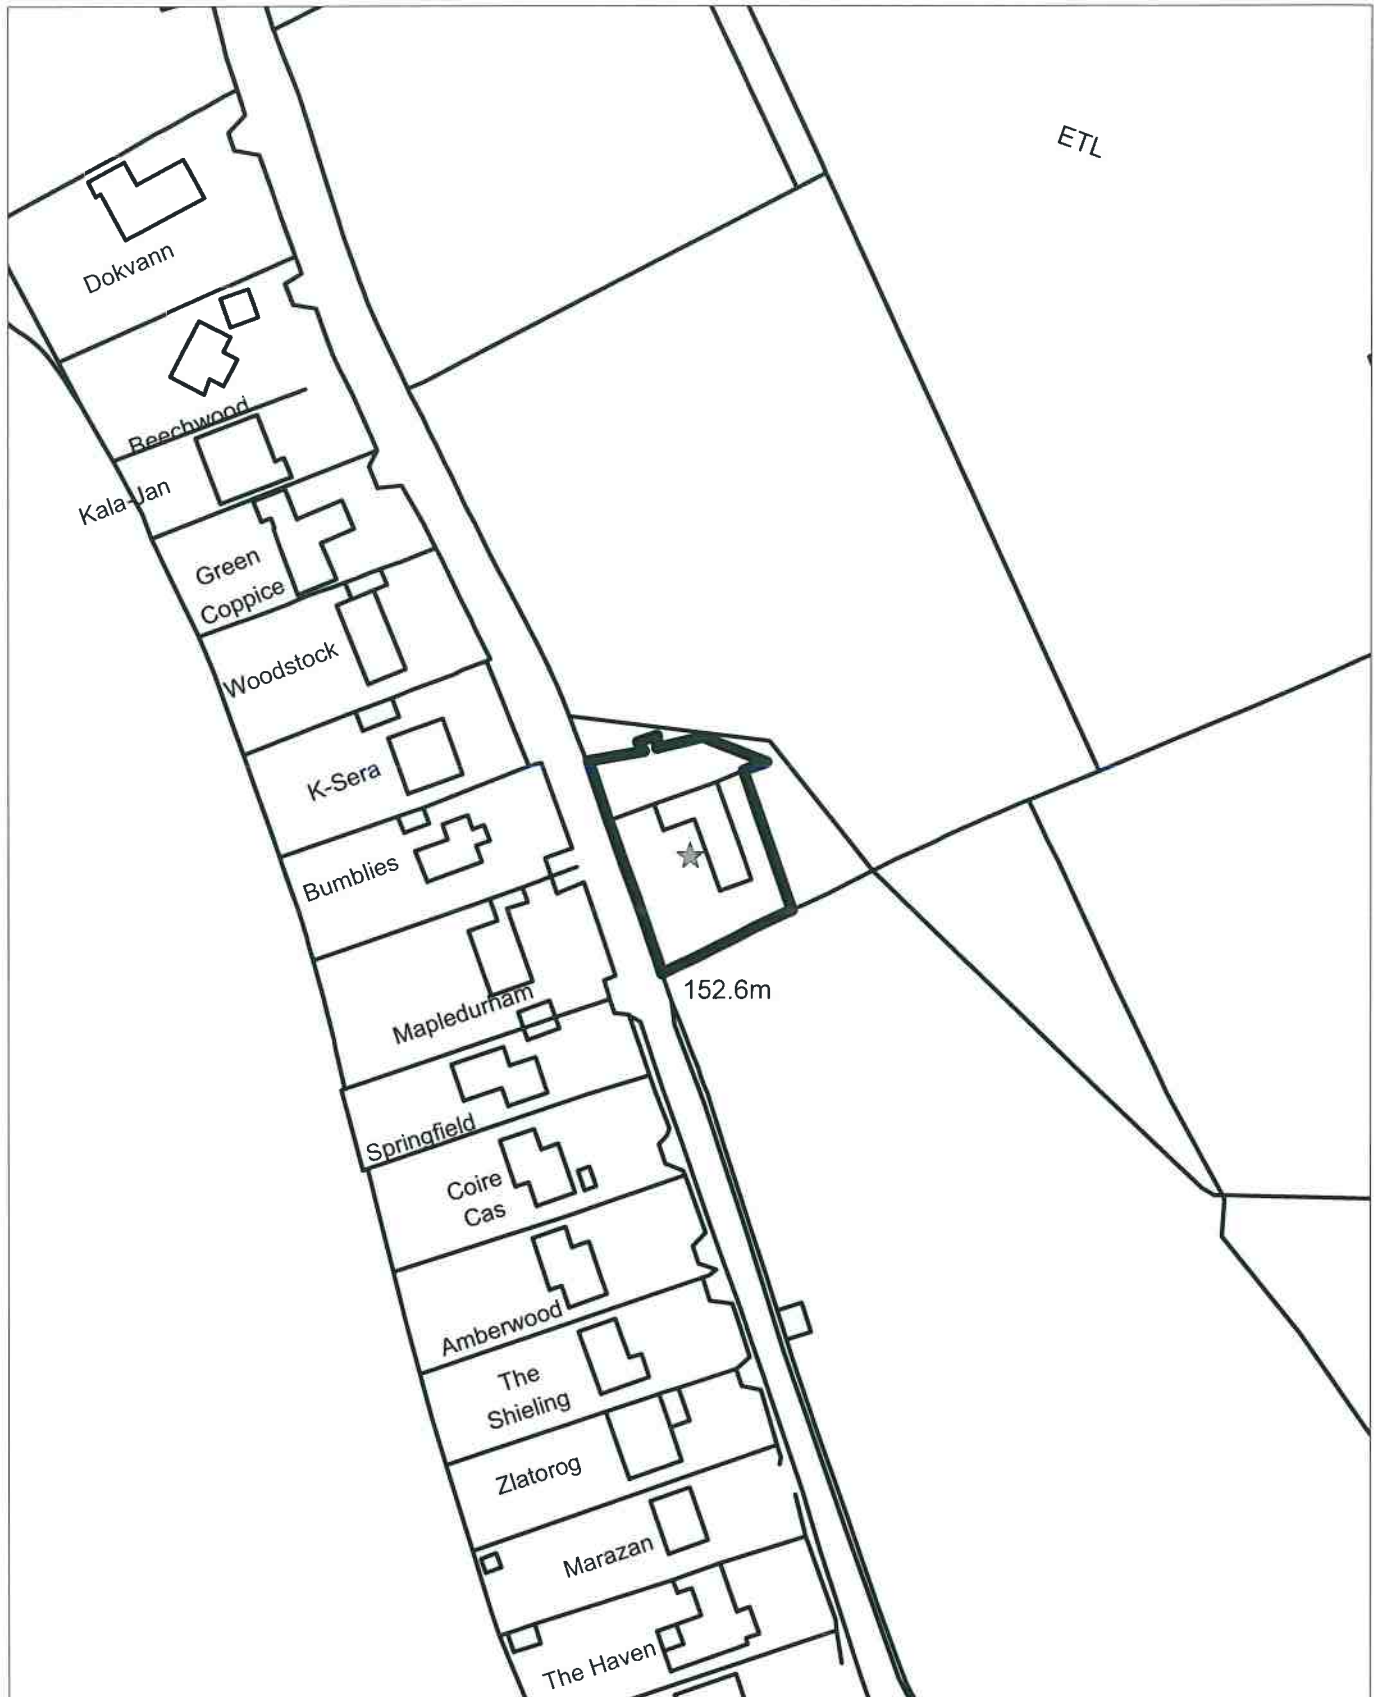 ETL
Dokvann
Beechwood
Kala-Jan
Green
Coppice
Woodstock
K-Sera
Bumblies
152.6m
Mapledurham
Springfield
Coire
Cas
Amberwood
The
Shieling
Zlatorog
Marazan
The Haven